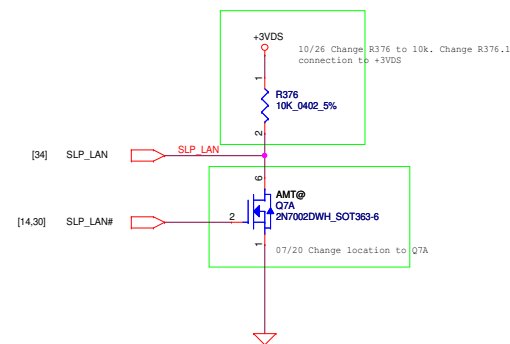 +3VDS
10/26 Change R376 to 10k. Change R376.1
connection to +3VDS
1
R376
10K_0402_5%
2
[34] SLP_LAN SLP_LAN
6
AMT@
Q7A
2N7002DWH_SOT363-6
[14,30] SLP_LAN# 2
1
07/20 Change location to Q7A